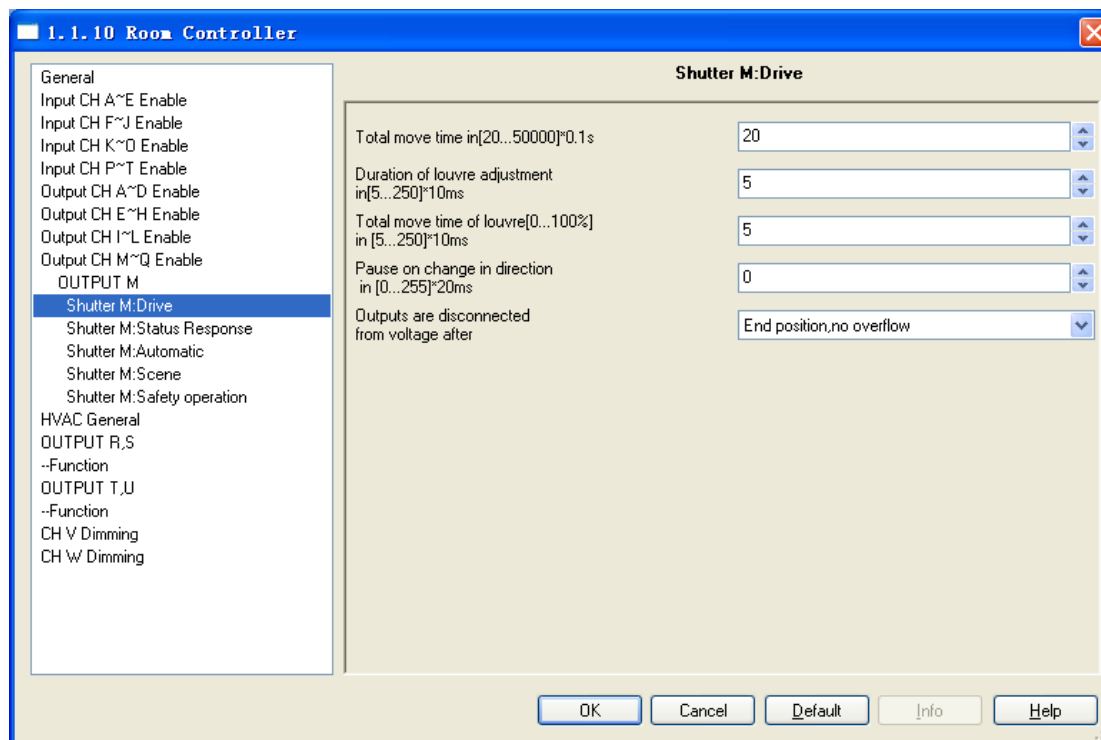 1.1.10 Room Controller
General
Input CH A~E Enable
Input CH F~J Enable
Input CH K~O Enable
Input CH P~T Enable
Output CH A~D Enable
Output CH E~H Enable
Output CH I~L Enable
Output CH M~Q Enable
OUTPUT M
Shutter M:Drive
Shutter M:Status Response
Shutter M:Automatic
Shutter M:Scene
Shutter M:Safety operation
HVAC General
OUTPUT R,S
--Function
OUTPUT T,U
--Function
CH V Dimming
CH W Dimming
Shutter M:Drive
Total move time in[20...50000]*0.1s
20
Duration of louvre adjustment
in[5...250]*10ms
5
Total move time of louvre[0...100%]
in [5...250]*10ms
5
Pause on change in direction
in [0...255]*20ms
0
Outputs are disconnected
from voltage after
End position,no overflow
OK
Cancel
Default
Info
Help